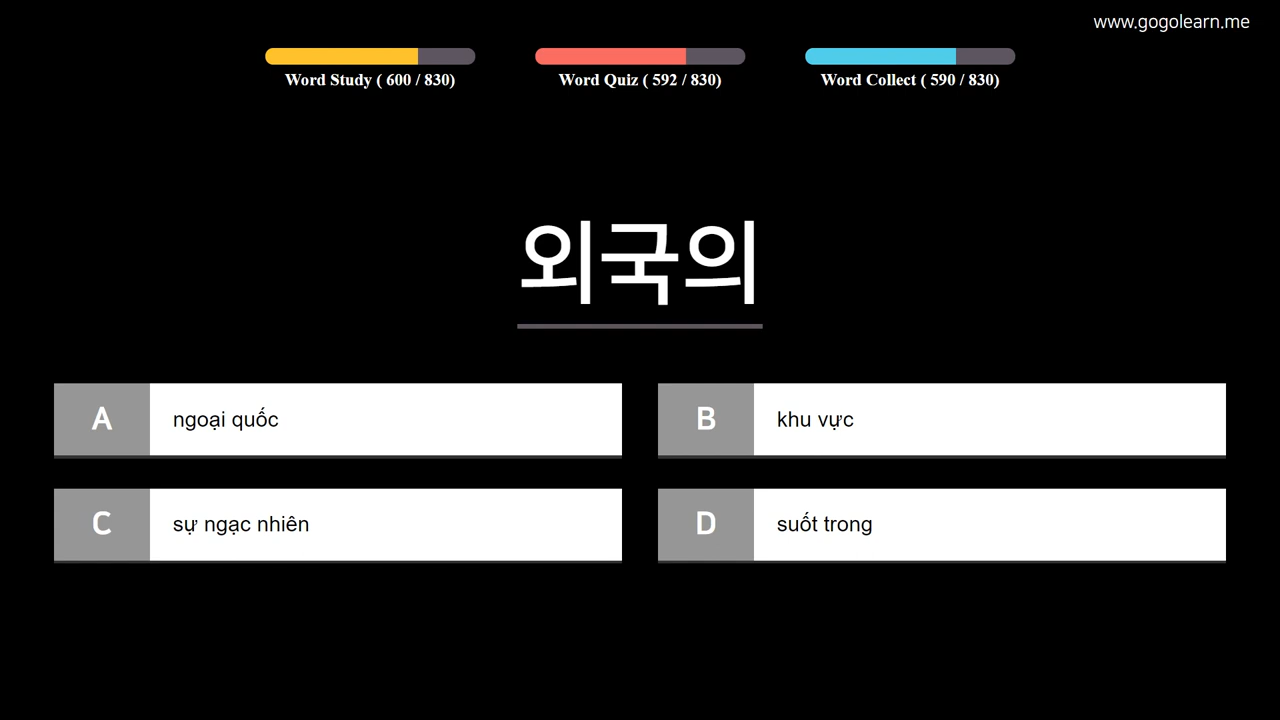 www.gogolearn.me
Word Study ( 600 / 830)
Word Quiz ( 592 / 830)
Word Collect ( 590 / 830)
외국의
A ngoại quốc
B khu vực
C sự ngạc nhiên
D suốt trong